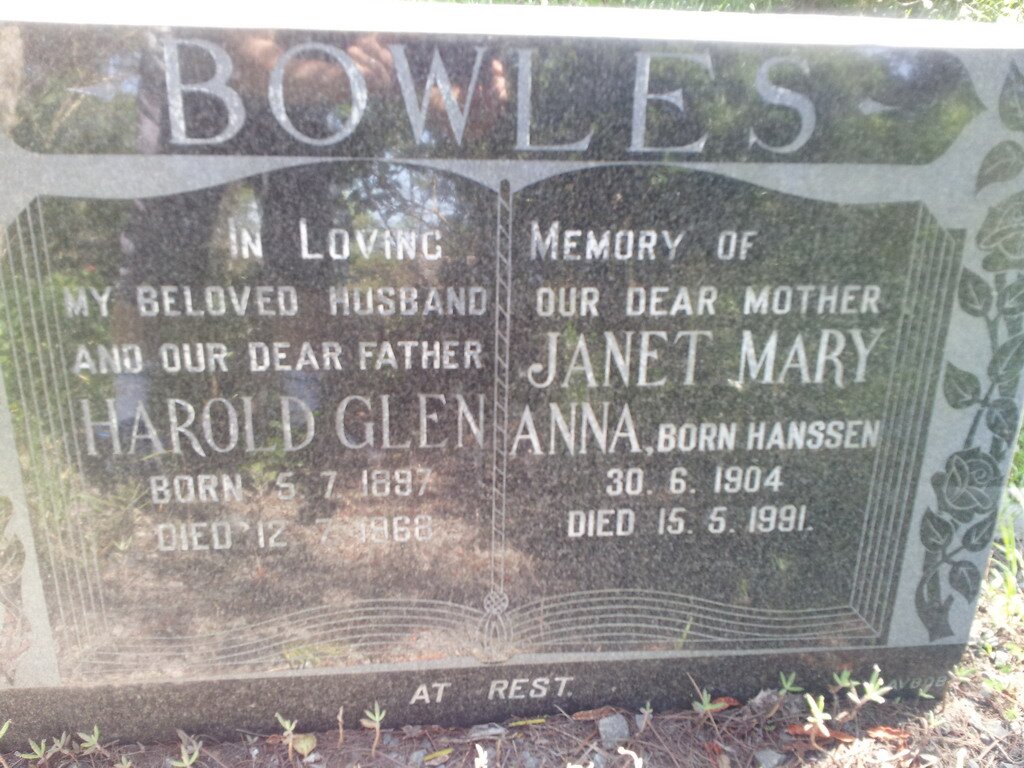 BOWLES
IN LOVING MEMORY OF
MY BELOVED HUSBAND
AND OUR DEAR FATHER
HAROLD GLEN
BORN 5. 7. 1897
DIED 12. 7. 1968
OUR DEAR MOTHER
JANET MARY
ANNA, BORN HANSSEN
30. 6. 1904
DIED 15. 5. 1991.
AT REST.